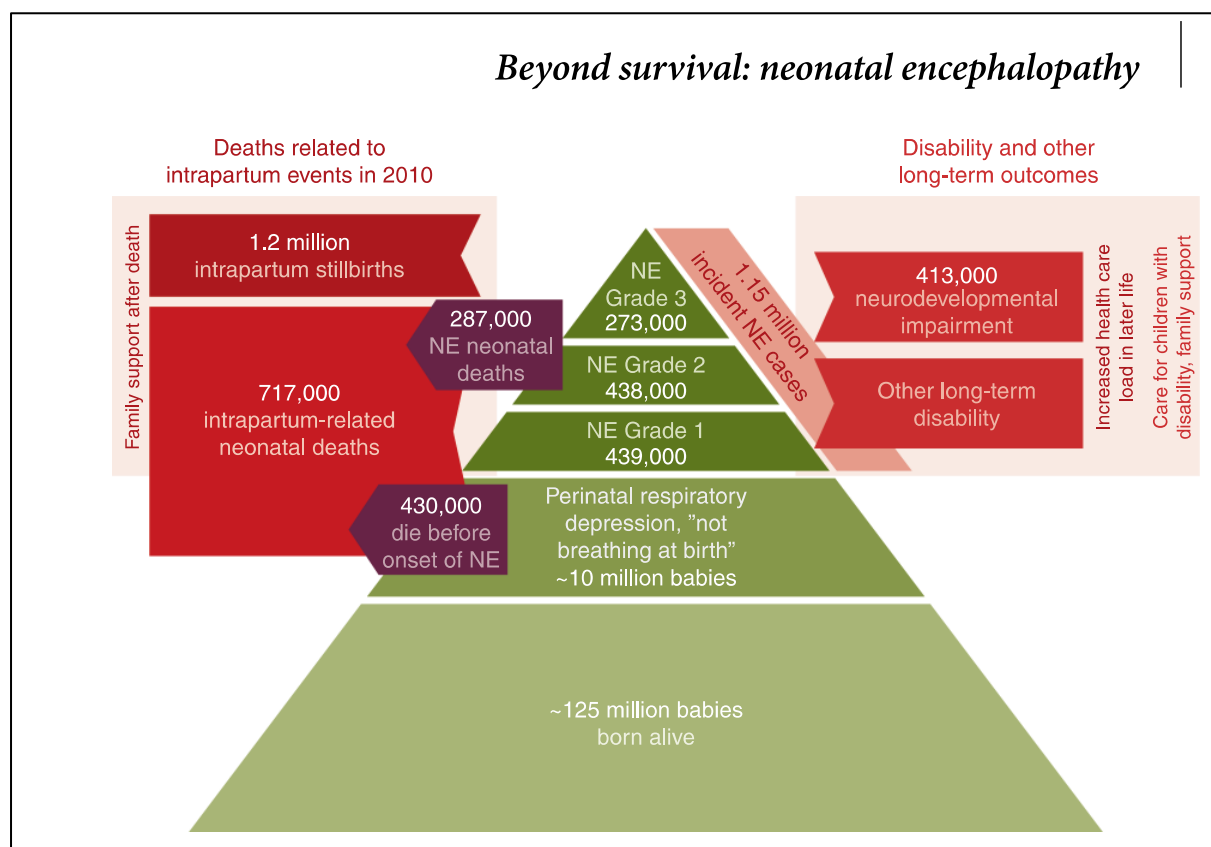 Beyond survival: neonatal encephalopathy
Deaths related to
intrapartum events in 2010
Disability and other
long-term outcomes
Family support after death
1.2 million
intrapartum stillbirths
717,000
intrapartum-related
neonatal deaths
287,000
NE neonatal
deaths
430,000
die before
onset of NE
NE
Grade 3
273,000
NE Grade 2
438,000
NE Grade 1
439,000
Perinatal respiratory
depression, ”not
breathing at birth”
~10 million babies
~125 million babies
born alive
1.15 million
incident NE cases
413,000
neurodevelopmental
impairment
Other long-term
disability
Increased health care
load in later life
Care for children with
disability, family support